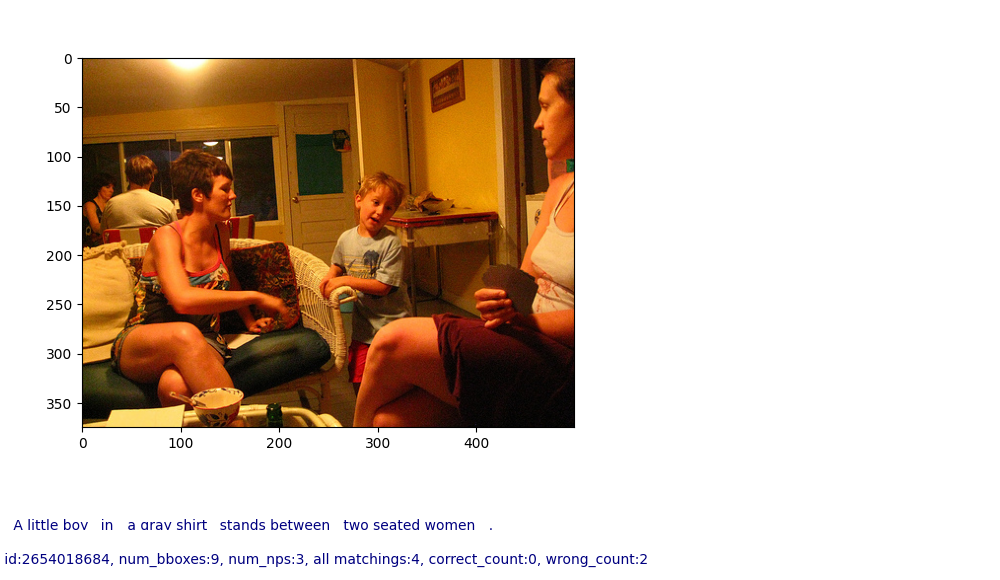 0
50
100
150
200
250
300
350
0 100 200 300 400
A little boy in a gray shirt stands between two seated women .
id:2654018684, num_bboxes:9, num_nps:3, all matchings:4, correct_count:0, wrong_count:2